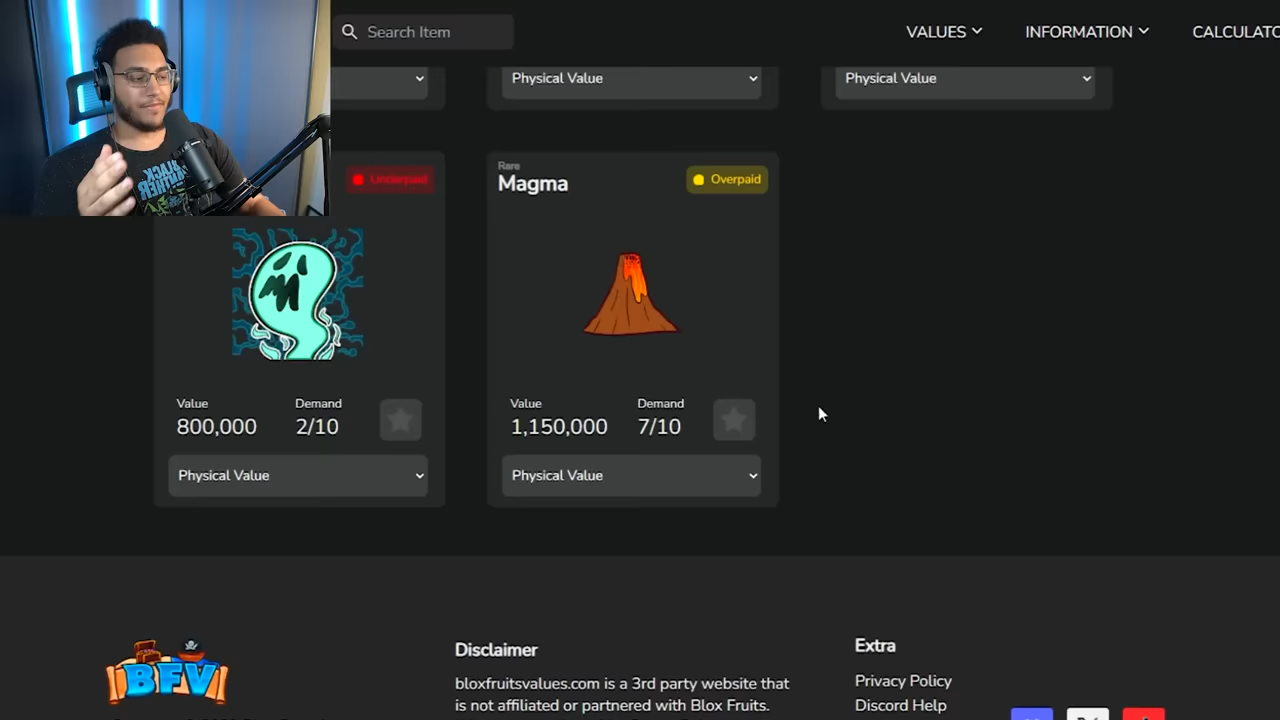 Search Item
VALUES
INFORMATION
CALCULATO
Physical Value
Physical Value
Underpaid
Rare
Magma
Overpaid
Value
800,000
Demand
2/10
Value
1,150,000
Demand
7/10
Physical Value
Physical Value
BFV
Disclaimer
bloxfruitsvalues.com is a 3rd party website that
is not affiliated or partnered with Blox Fruits.
Extra
Privacy Policy
Discord Help